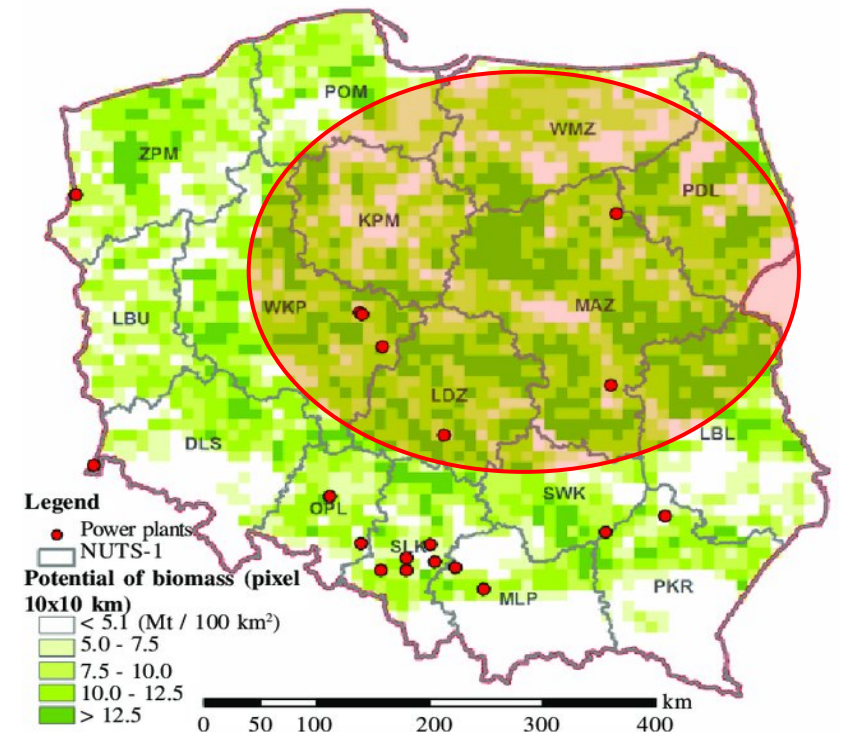 POM
WMZ
ZPM
PDL
KPM
WKP
MAZ
LBU
LDZ
DLS
LBL
SWK
OPL
SLK
MLP
PKR
Legend
Power plants
NUTS-1
Potential of biomass (pixel
10x10 km)
< 5.1 (Mt / 100 km²)
5.0 - 7.5
7.5 - 10.0
10.0 - 12.5
> 12.5
km
0 50 100 200 300 400